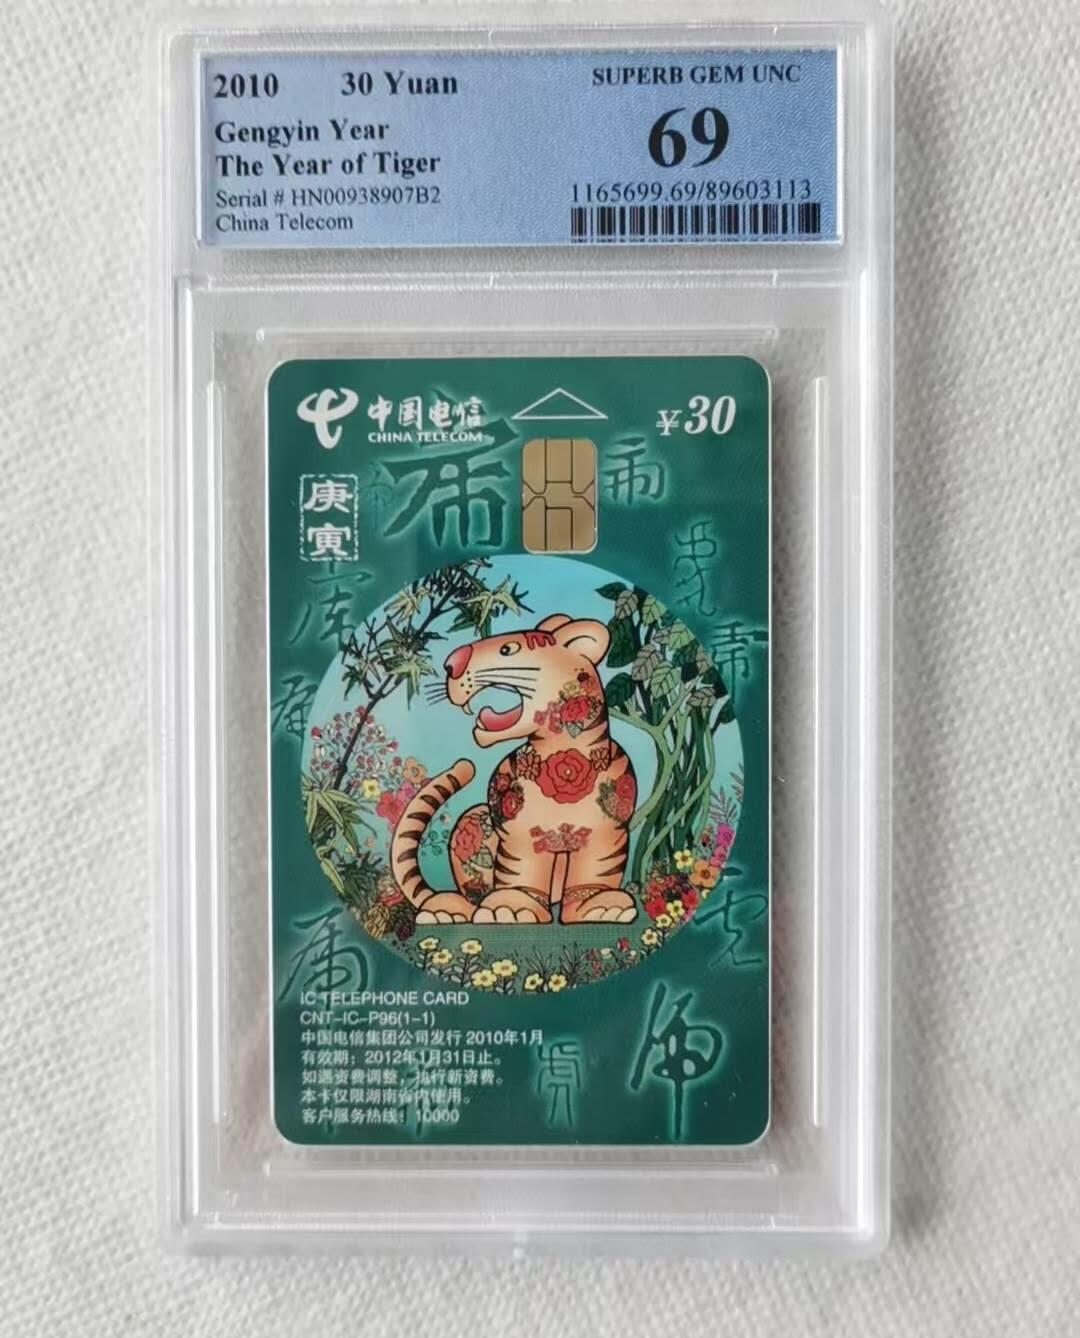 2010 30 Yuan
SUPERB GEM UNC
Gengyin Year
69
The Year of Tiger
Serial # HN00938907B2
1165699.69/89603113
China Telecom
中国电信
CHINA TELECOM
¥30
庚
寅
IC TELEPHONE CARD
CNT-IC-P96(1-1)
中国电信集团公司发行 2010年1月
有效期：2012年1月31日止。
如遇资费调整，执行新资费。
本卡仅限湖南省内使用。
客户服务热线：10000